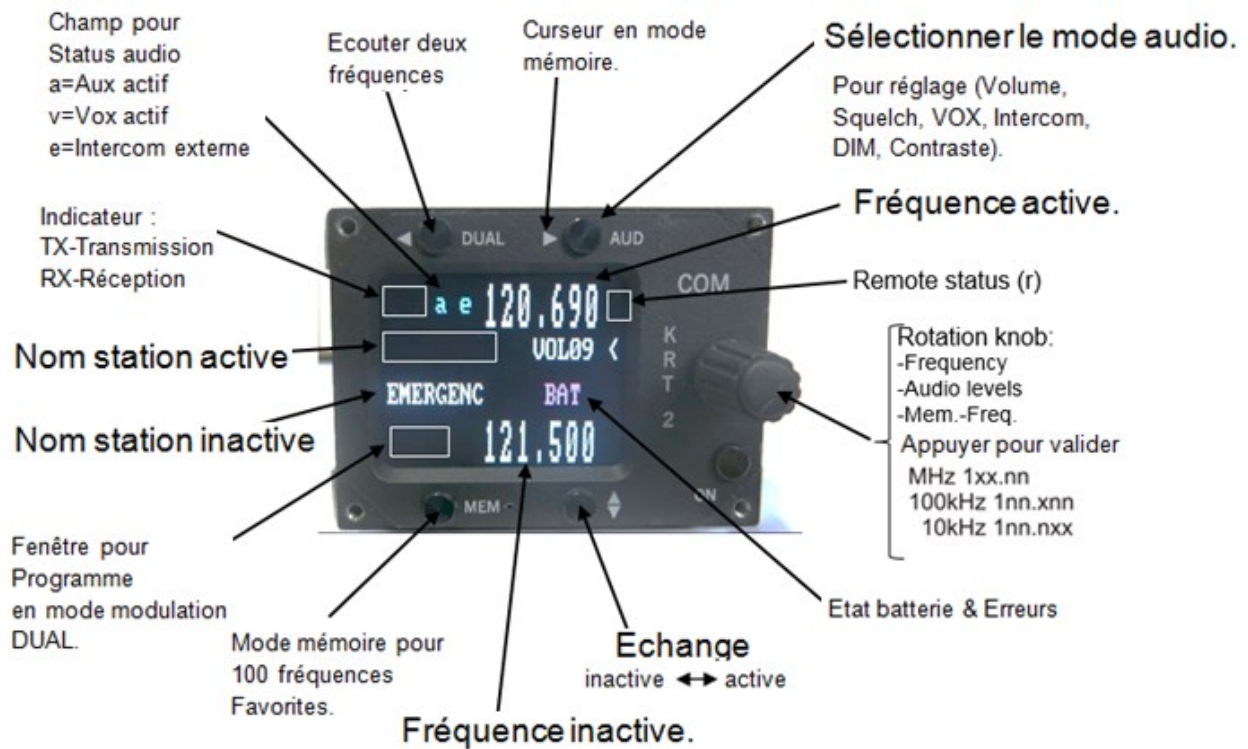 Champ pour
Status audio
a=Aux actif
v=Vox actif
e=Intercom externe
Ecouter deux
fréquences
Curseur en mode
mémoire.
Sélectionner le mode audio.
Pour réglage (Volume,
Squelch, VOX, Intercom,
DIM, Contraste).
Indicateur :
TX-Transmission
RX-Réception
Fréquence active.
Remote status (r)
◄ DUAL ► AUD
COM
a e 120.690
VOL09 <
EMERGENC BAT
121.500
KRT 2
ON
MEM
Nom station active
Nom station inactive
Rotation knob:
-Frequency
-Audio levels
-Mem.-Freq.
Appuyer pour valider
MHz 1xx.nn
100kHz 1nn.xnn
10kHz 1nn.nxx
Fenêtre pour
Programme
en mode modulation
DUAL.
Mode mémoire pour
100 fréquences
Favorites.
Echange
inactive ◄► active
Etat batterie & Erreurs
Fréquence inactive.